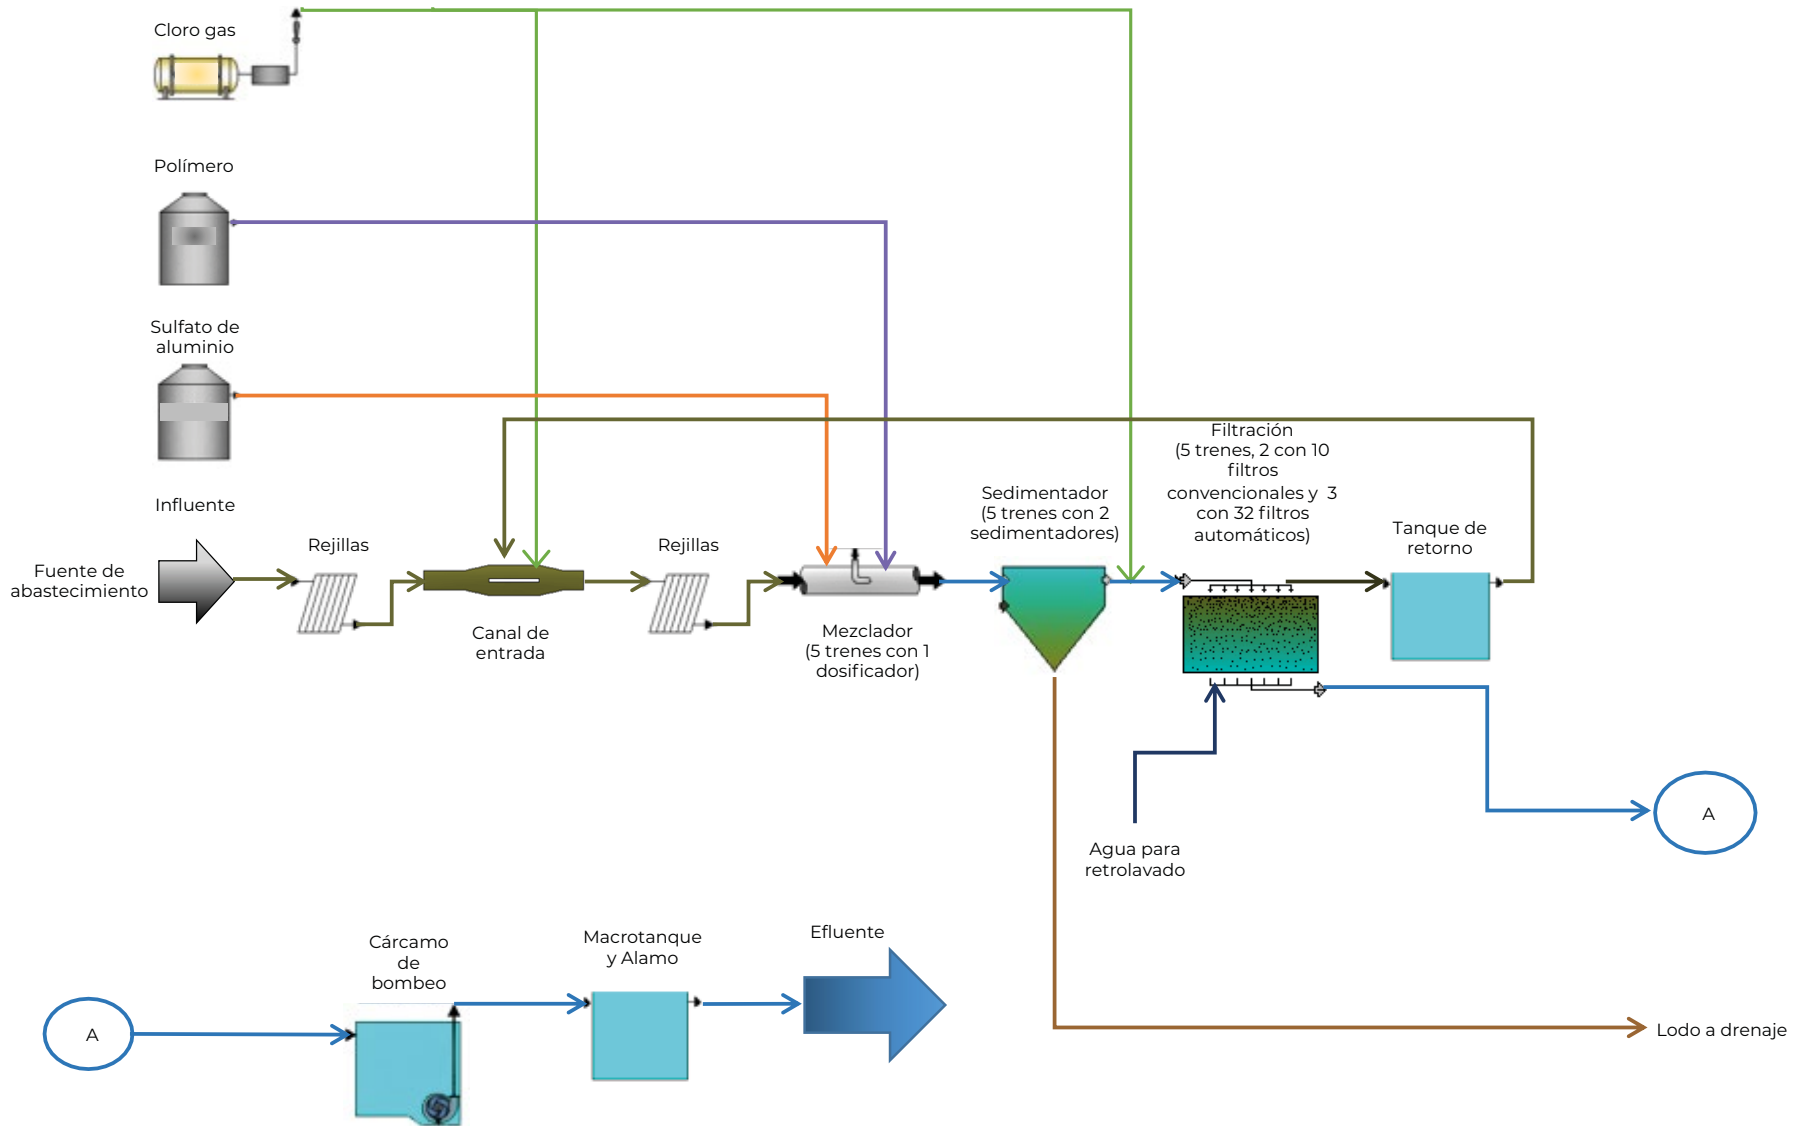 Cloro gas
Polímero
Sulfato de
aluminio
Influente
Fuente de
abastecimiento
Rejillas
Canal de
entrada
Rejillas
Mezclador
(5 trenes con 1
dosificador)
Sedimentador
(5 trenes con 2
sedimentadores)
Filtración
(5 trenes, 2 con 10
filtros
convencionales y 3
con 32 filtros
automáticos)
Tanque de
retorno
Agua para
retrolavado
A
A
Cárcamo
de
bombeo
Macrotanque
y Alamo
Efluente
Lodo a drenaje